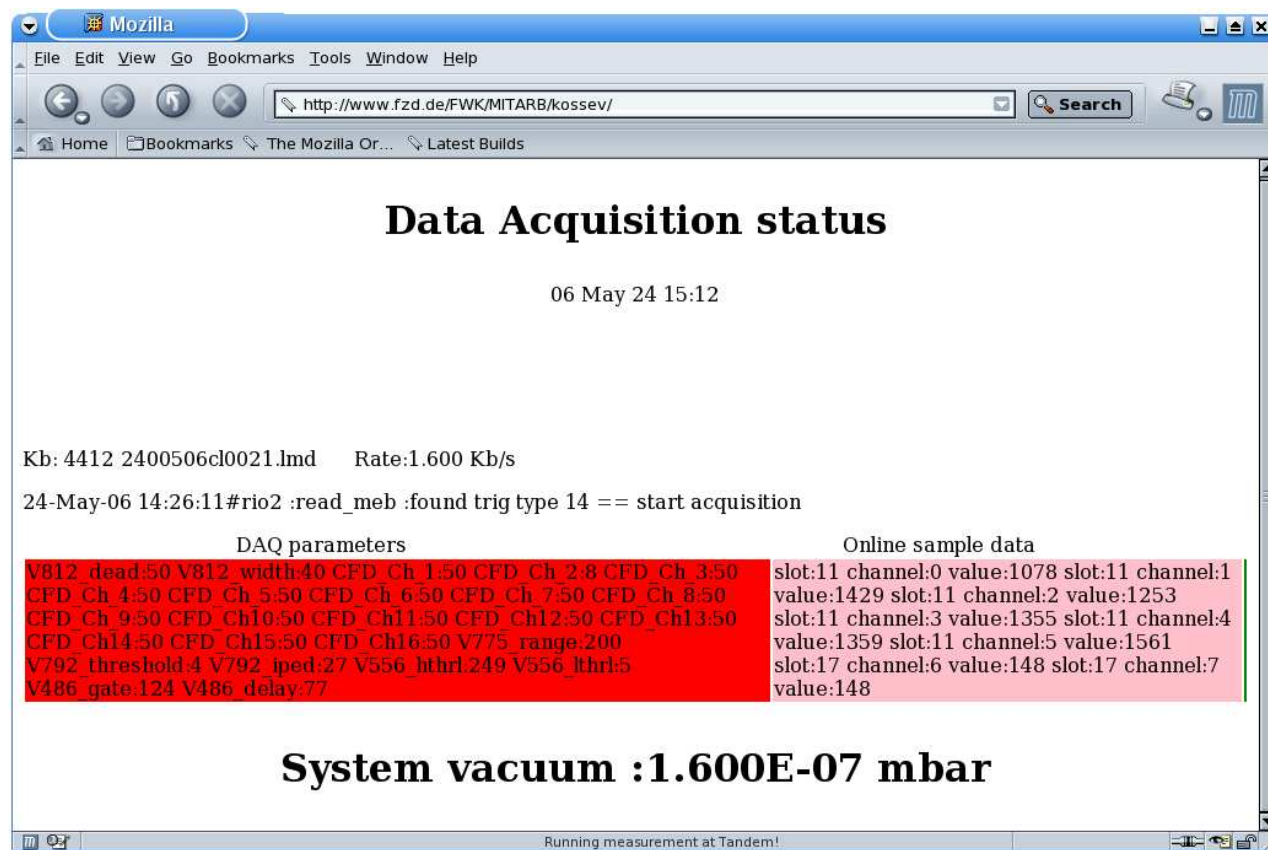 Mozilla
File Edit View Go Bookmarks Tools Window Help
http://www.fzd.de/FWK/MITARB/kossev/
Search
Home Bookmarks The Mozilla Or... Latest Builds
Data Acquisition status
06 May 24 15:12
Kb: 4412 2400506cl0021.lmd Rate:1.600 Kb/s
24-May-06 14:26:11#rio2 :read_meb :found trig type 14 == start acquisition
DAQ parameters
V812_dead:50 V812_width:40 CFD_Ch_1:50 CFD_Ch_2:8 CFD_Ch_3:50
CFD_Ch_4:50 CFD_Ch_5:50 CFD_Ch_6:50 CFD_Ch_7:50 CFD_Ch_8:50
CFD_Ch_9:50 CFD_Ch10:50 CFD_Ch11:50 CFD_Ch12:50 CFD_Ch13:50
CFD_Ch14:50 CFD_Ch15:50 CFD_Ch16:50 V775_range:200
V792_threshold:4 V792_iped:27 V556_hthrl:249 V556_lthrl:5
V486_gate:124 V486_delay:77
Online sample data
slot:11 channel:0 value:1078 slot:11 channel:1
value:1429 slot:11 channel:2 value:1253
slot:11 channel:3 value:1355 slot:11 channel:4
value:1359 slot:11 channel:5 value:1561
slot:17 channel:6 value:148 slot:17 channel:7
value:148
System vacuum :1.600E-07 mbar
Running measurement at Tandem!